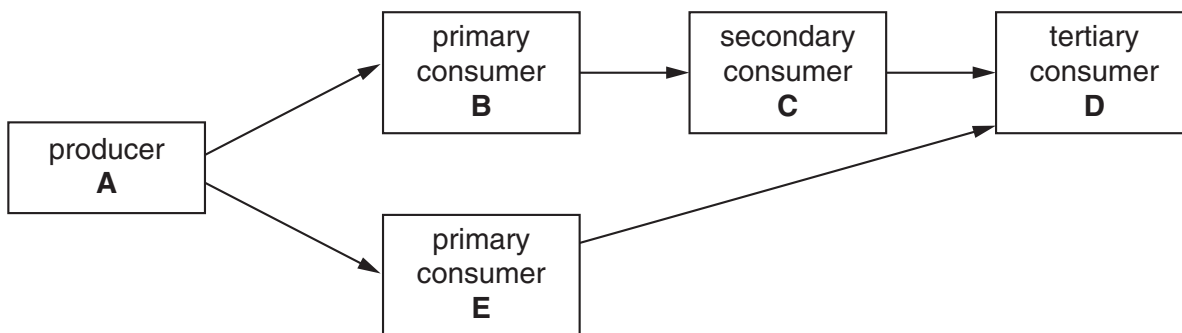 primary
consumer
B
secondary
consumer
C
tertiary
consumer
D
producer
A
primary
consumer
E